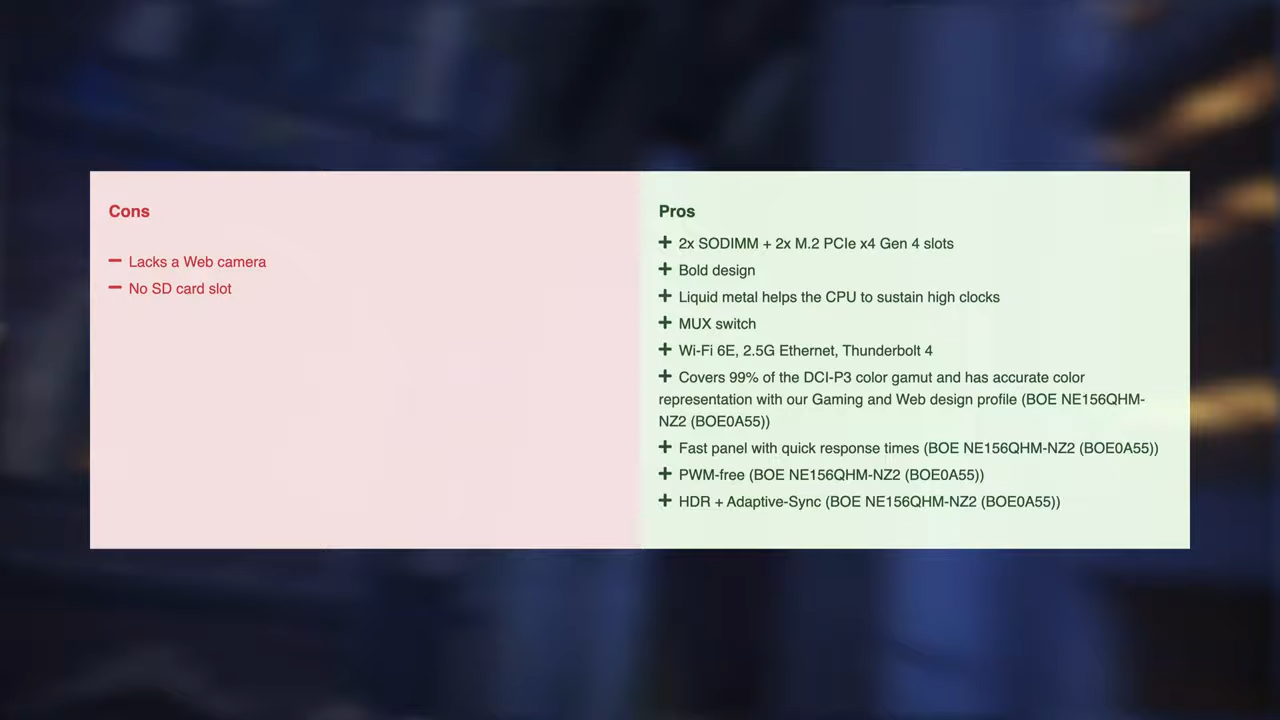 Cons
− Lacks a Web camera
− No SD card slot
Pros
+ 2x SODIMM + 2x M.2 PCIe x4 Gen 4 slots
+ Bold design
+ Liquid metal helps the CPU to sustain high clocks
+ MUX switch
+ Wi-Fi 6E, 2.5G Ethernet, Thunderbolt 4
+ Covers 99% of the DCI-P3 color gamut and has accurate color
representation with our Gaming and Web design profile (BOE NE156QHM-
NZ2 (BOE0A55))
+ Fast panel with quick response times (BOE NE156QHM-NZ2 (BOE0A55))
+ PWM-free (BOE NE156QHM-NZ2 (BOE0A55))
+ HDR + Adaptive-Sync (BOE NE156QHM-NZ2 (BOE0A55))